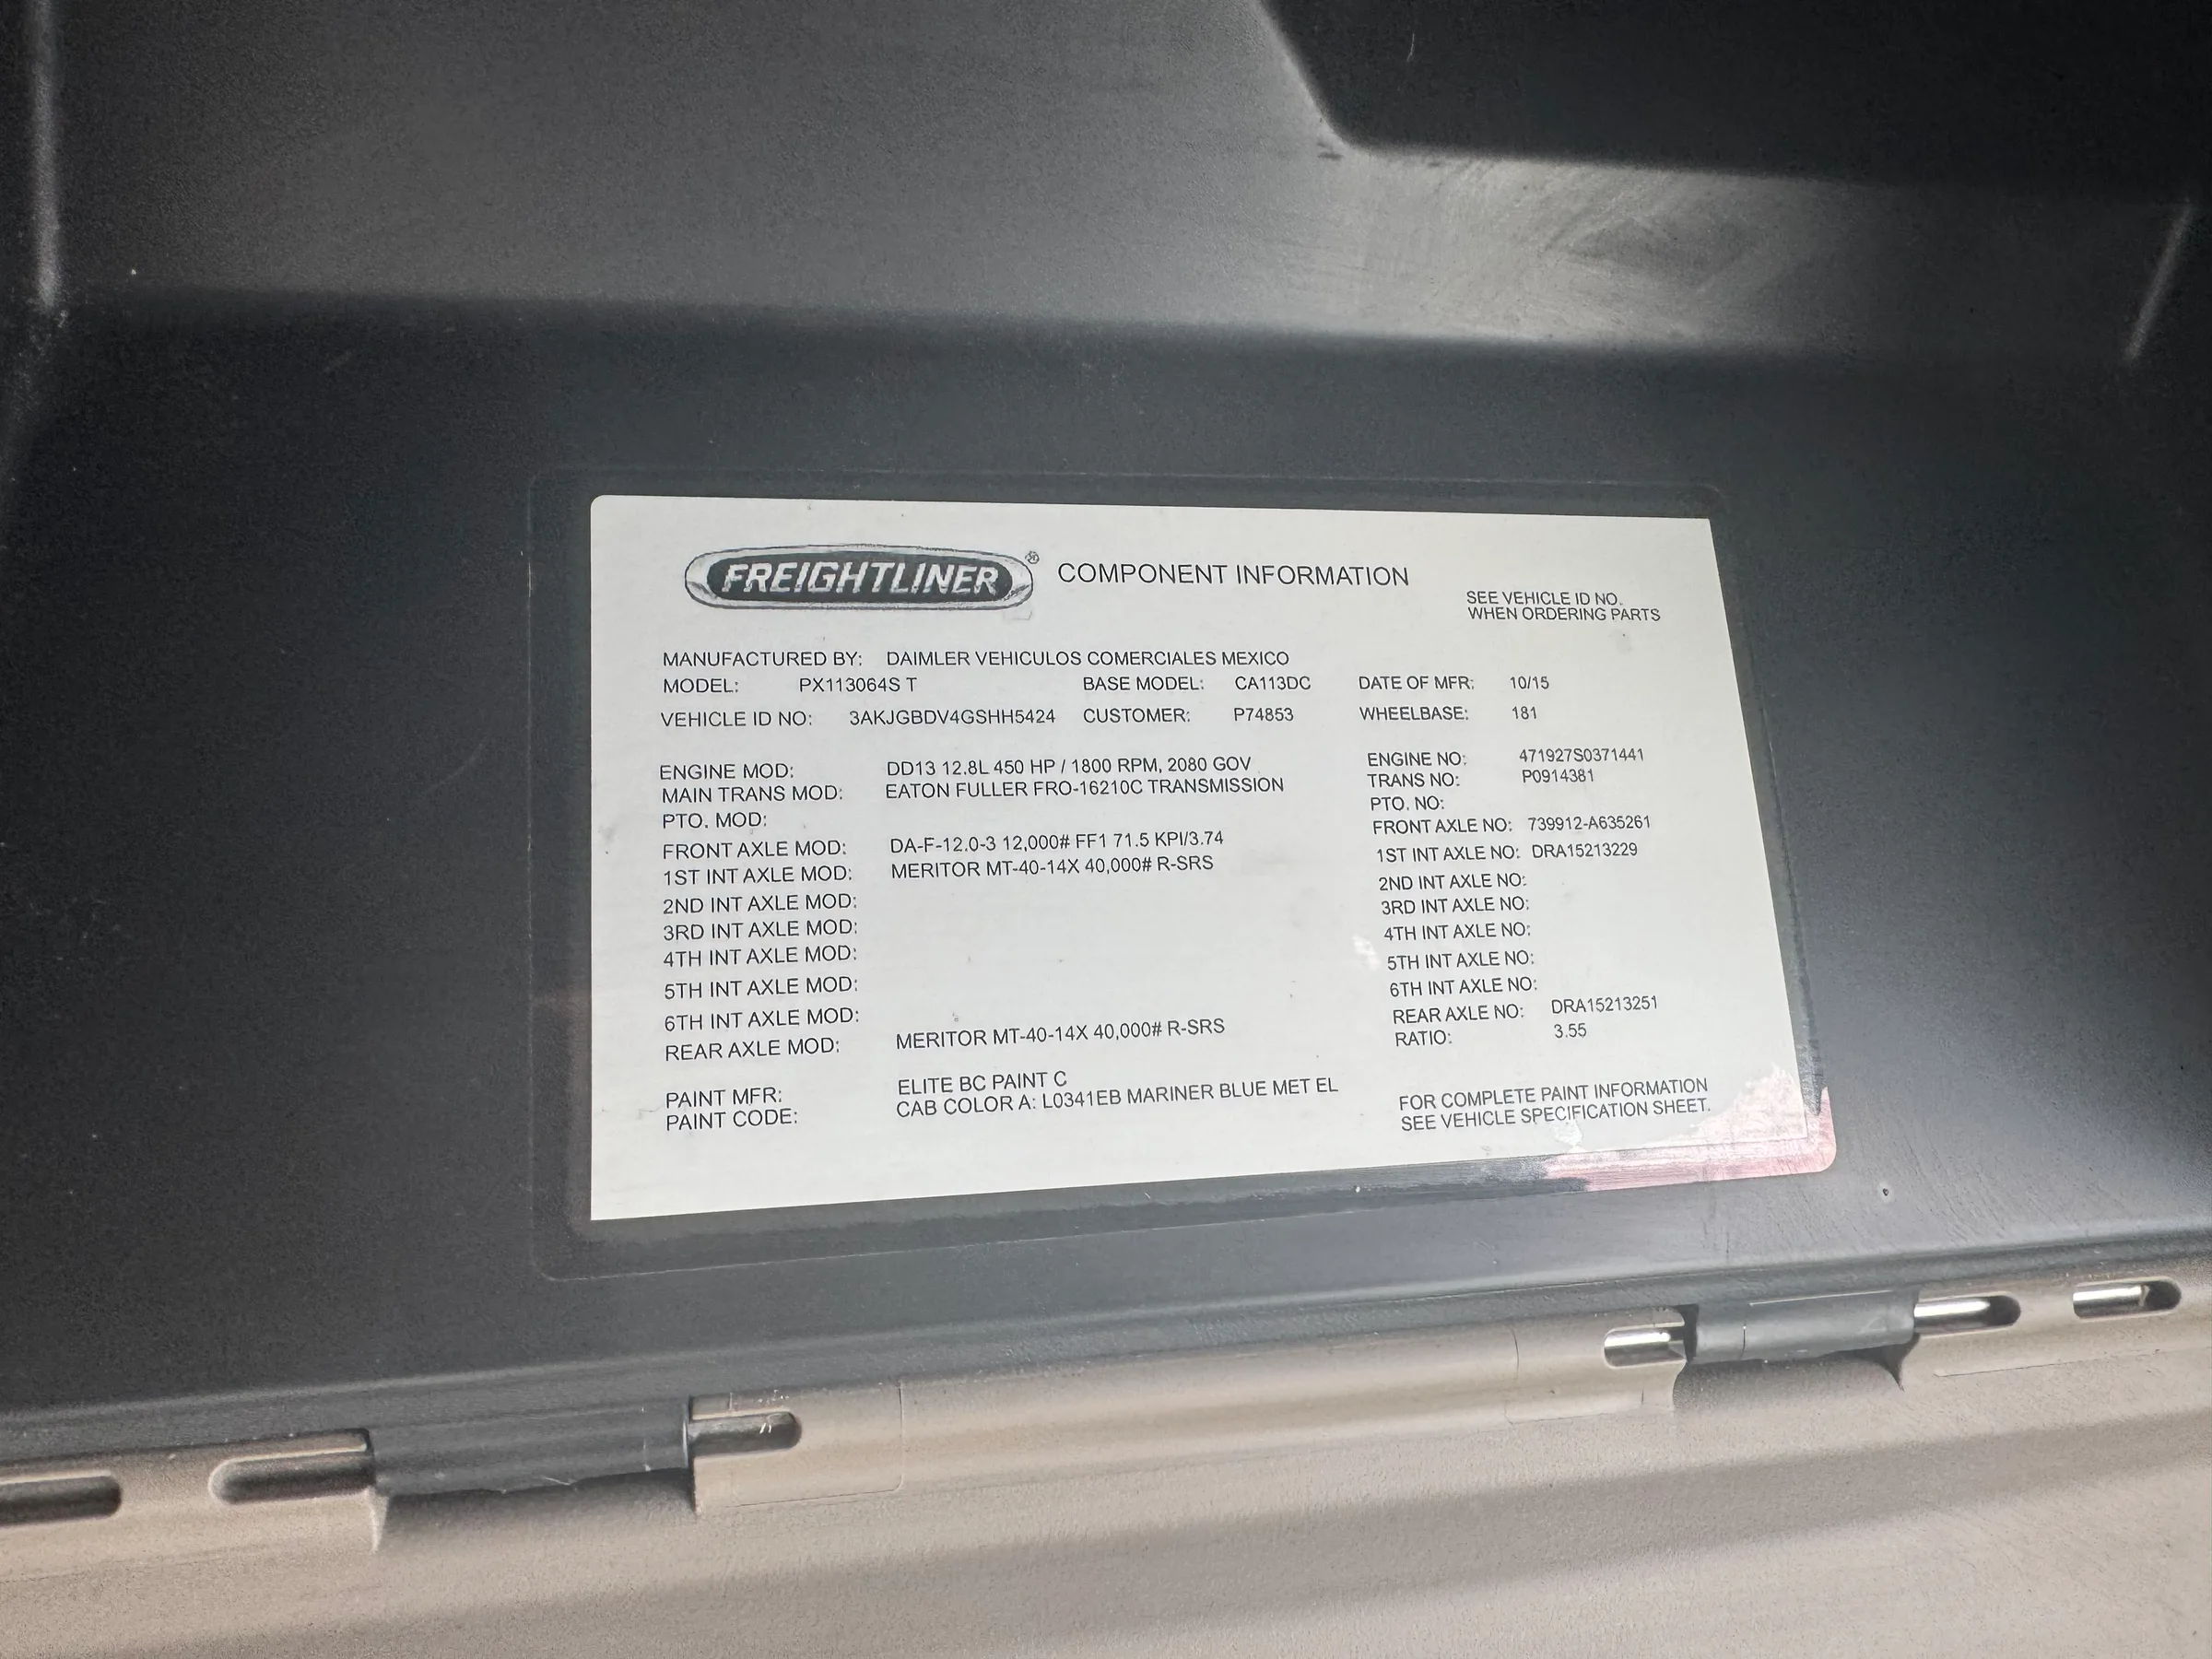 FREIGHTLINER® COMPONENT INFORMATION
SEE VEHICLE ID NO.
WHEN ORDERING PARTS
MANUFACTURED BY: DAIMLER VEHICULOS COMERCIALES MEXICO
MODEL: PX113064S T BASE MODEL: CA113DC DATE OF MFR: 10/15
VEHICLE ID NO: 3AKJGBDV4GSHH5424 CUSTOMER: P74853 WHEELBASE: 181
ENGINE MOD: DD13 12.8L 450 HP / 1800 RPM, 2080 GOV ENGINE NO: 471927S0371441
MAIN TRANS MOD: EATON FULLER FRO-16210C TRANSMISSION TRANS NO: P0914381
PTO. MOD: PTO. NO:
FRONT AXLE MOD: DA-F-12.0-3 12,000# FF1 71.5 KPI/3.74 FRONT AXLE NO: 739912-A635261
1ST INT AXLE MOD: MERITOR MT-40-14X 40,000# R-SRS 1ST INT AXLE NO: DRA15213229
2ND INT AXLE MOD: 2ND INT AXLE NO:
3RD INT AXLE MOD: 3RD INT AXLE NO:
4TH INT AXLE MOD: 4TH INT AXLE NO:
5TH INT AXLE MOD: 5TH INT AXLE NO:
6TH INT AXLE MOD: 6TH INT AXLE NO:
REAR AXLE MOD: MERITOR MT-40-14X 40,000# R-SRS REAR AXLE NO: DRA15213251
RATIO: 3.55
PAINT MFR: ELITE BC PAINT C
PAINT CODE: CAB COLOR A: L0341EB MARINER BLUE MET EL
FOR COMPLETE PAINT INFORMATION
SEE VEHICLE SPECIFICATION SHEET.